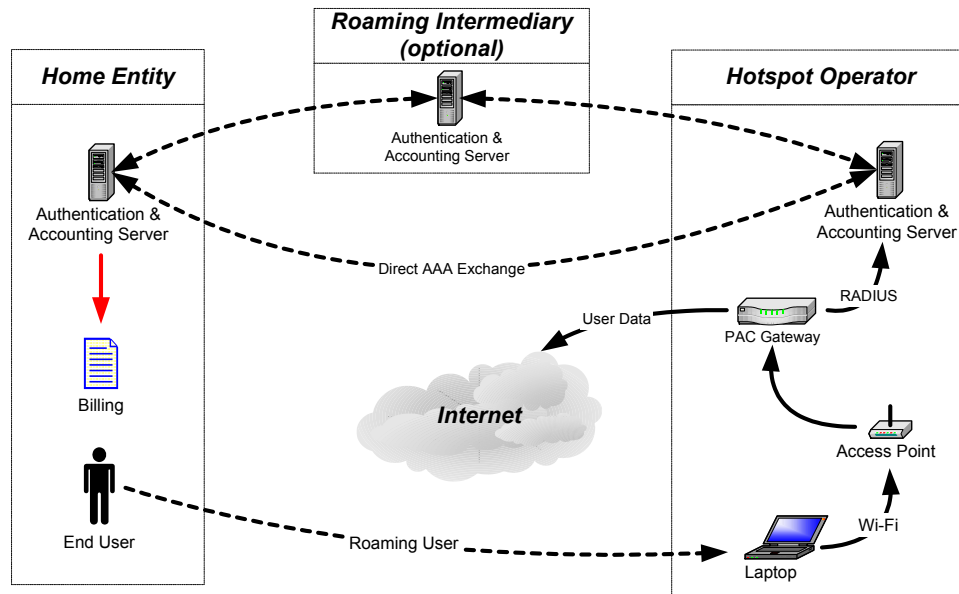 Roaming Intermediary
(optional)
Home Entity
Hotspot Operator
Authentication &
Accounting Server
Authentication &
Accounting Server
Authentication &
Accounting Server
Direct AAA Exchange
RADIUS
User Data
PAC Gateway
Billing
Internet
Access Point
End User
Roaming User
Wi-Fi
Laptop